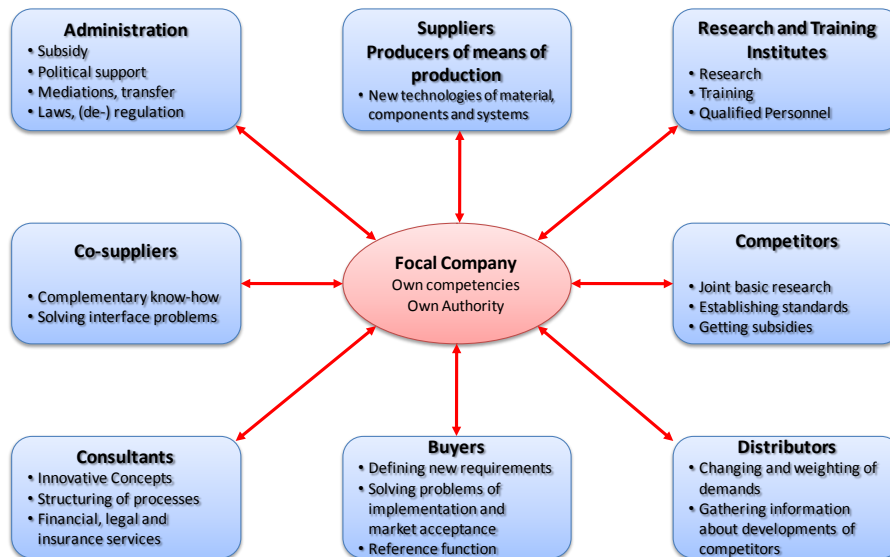 Administration
• Subsidy
• Political support
• Mediations, transfer
• Laws, (de-) regulation
Suppliers
Producers of means of
production
• New technologies of material,
components and systems
Research and Training
Institutes
• Research
• Training
• Qualified Personnel
Co-suppliers
• Complementary know-how
• Solving interface problems
Focal Company
Own competencies
Own Authority
Competitors
• Joint basic research
• Establishing standards
• Getting subsidies
Consultants
• Innovative Concepts
• Structuring of processes
• Financial, legal and
insurance services
Buyers
• Defining new requirements
• Solving problems of
implementation and
market acceptance
• Reference function
Distributors
• Changing and weighting of
demands
• Gathering information
about developments of
competitors